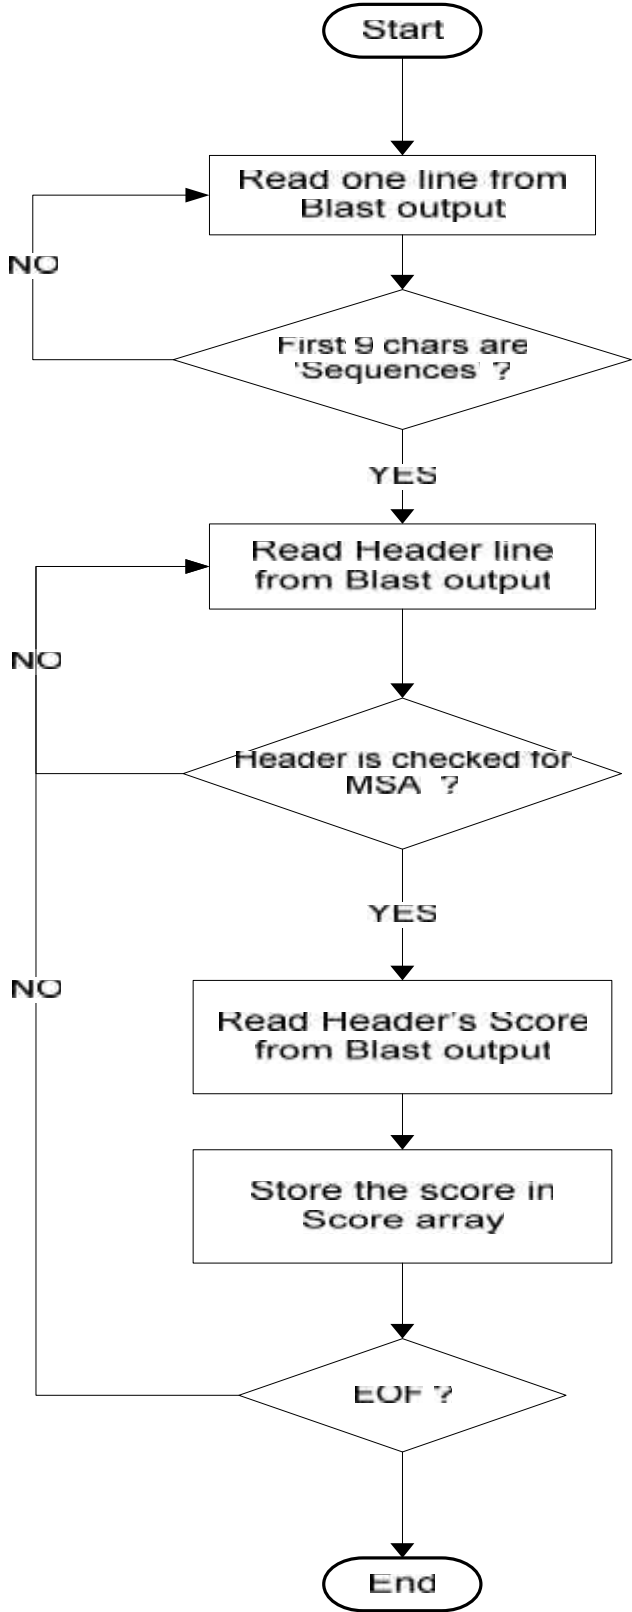 Start
Read one line from
Blast output
NO
First 9 chars are
'Sequences' ?
YES
Read Header line
from Blast output
NO
Header is checked for
MSA ?
YES
NO
Read Header's Score
from Blast output
Store the score in
Score array
EOF ?
End